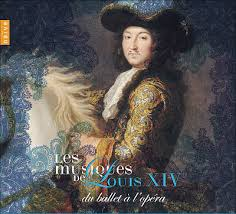 Les
musiques
de Louis XIV
du ballet à l'opéra